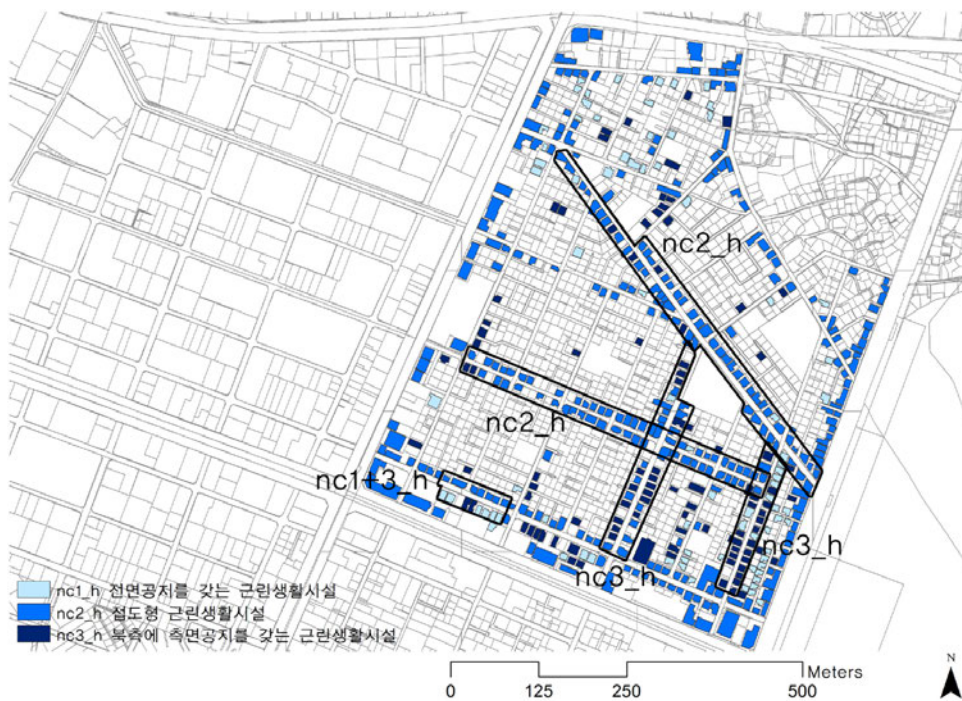 nc2_h
nc2_h
nc1+3_h
nc3_h
nc3_h
nc1_h 전면공지를 갖는 근린생활시설
nc2_h 접도형 근린생활시설
nc3_h 북측에 측면공지를 갖는 근린생활시설
Meters
0 125 250 500
N